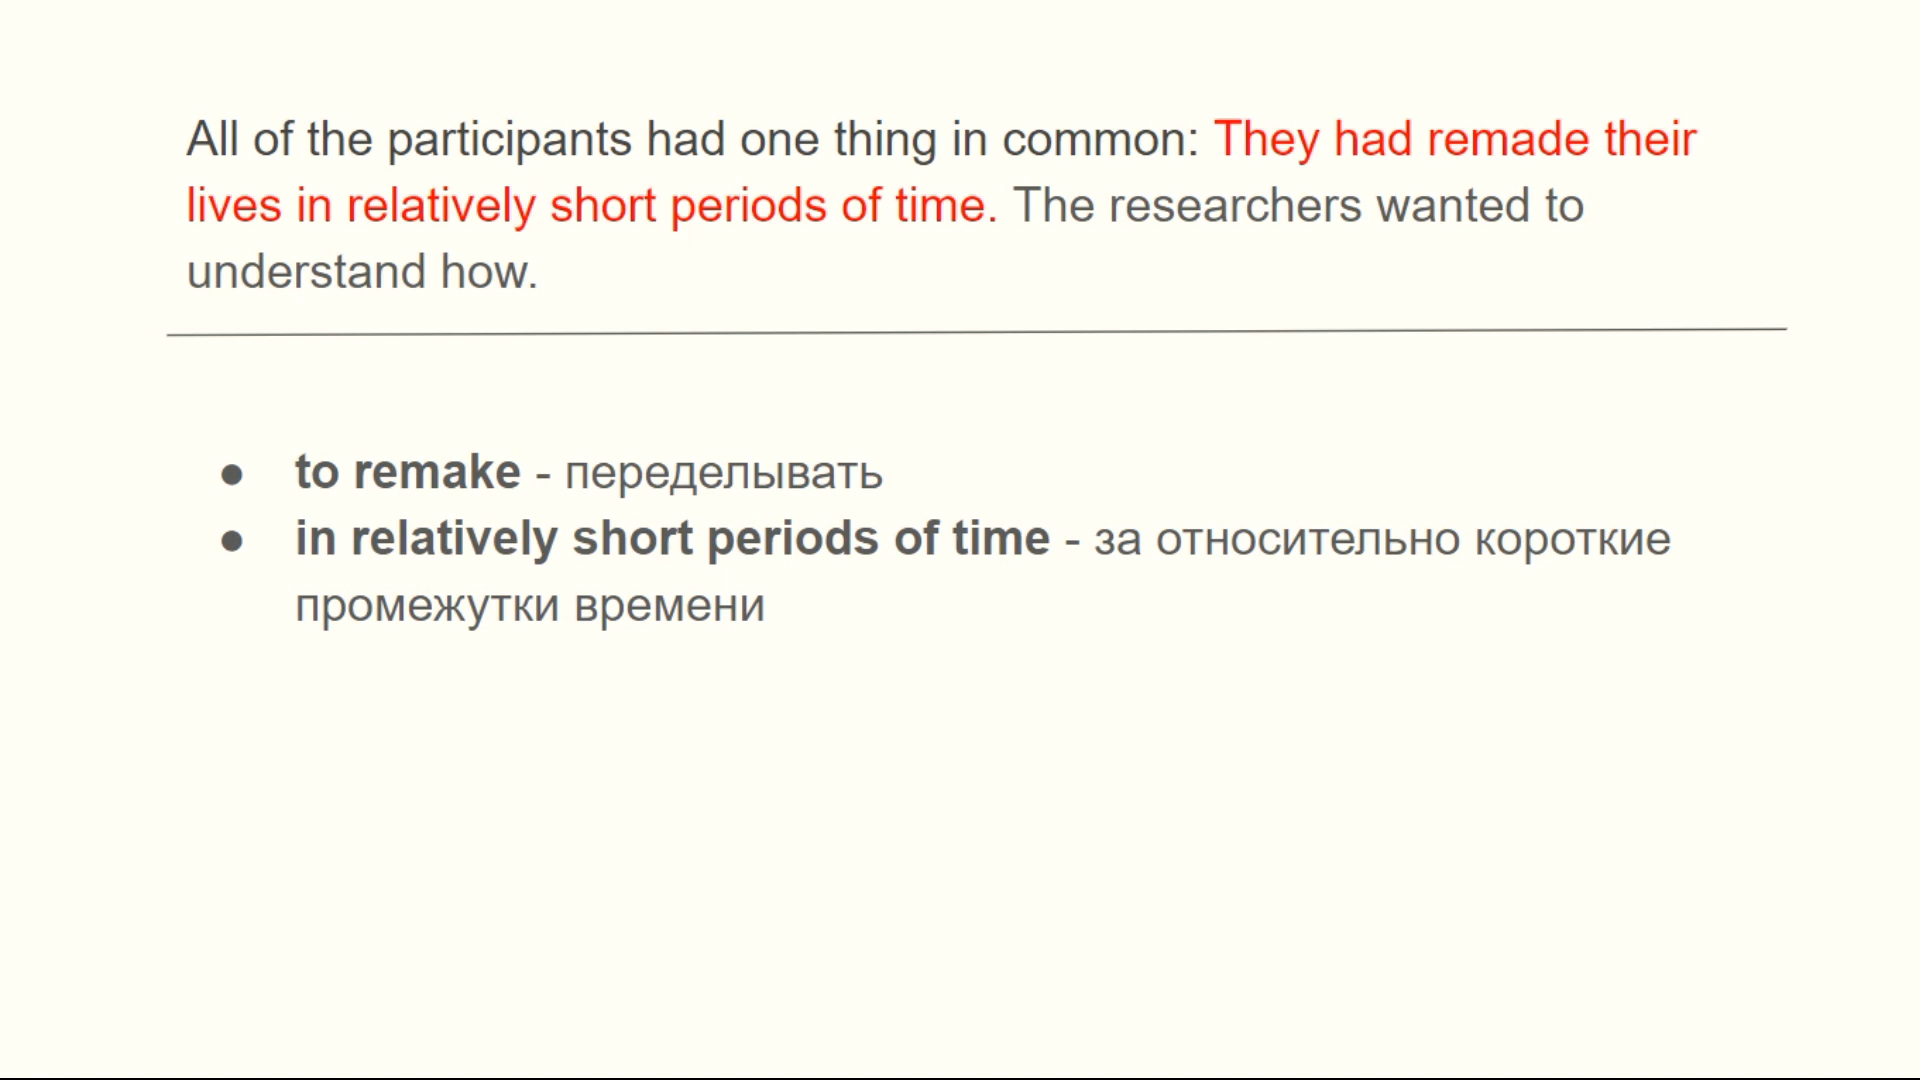 All of the participants had one thing in common: They had remade their
lives in relatively short periods of time. The researchers wanted to
understand how.
● to remake - переделывать
● in relatively short periods of time - за относительно короткие
промежутки времени